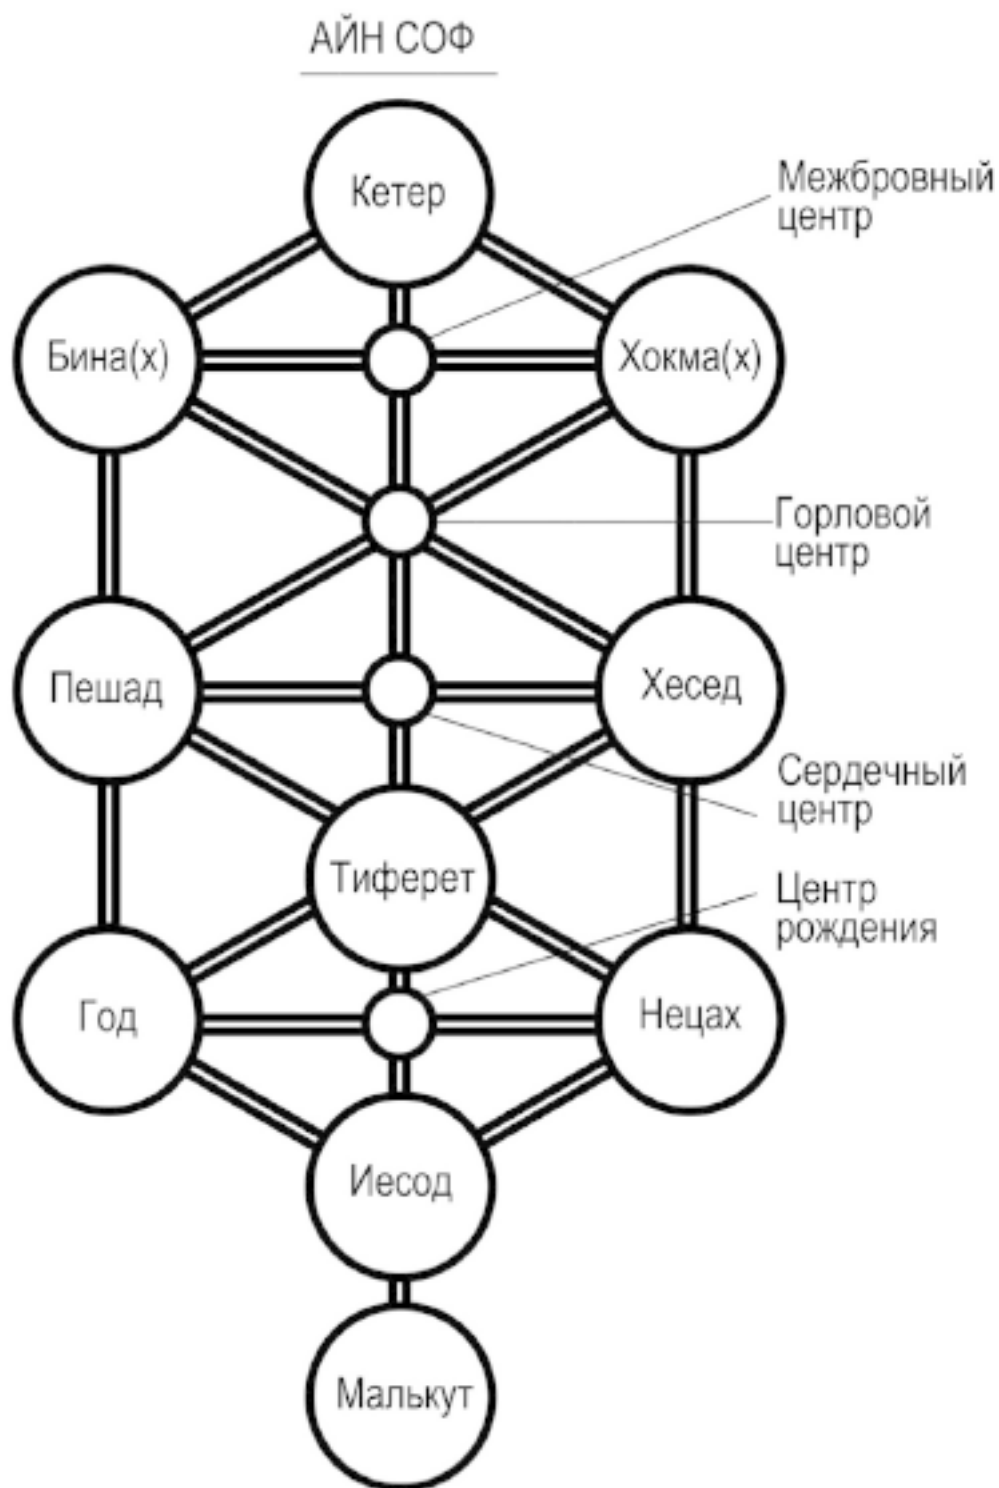 АЙН СОФ
Кетер
Межбровный
центр
Бина(х)
Хокма(х)
Горловой
центр
Пешад
Хесед
Сердечный
центр
Тиферет
Центр
рождения
Год
Нецах
Иесод
Малькут